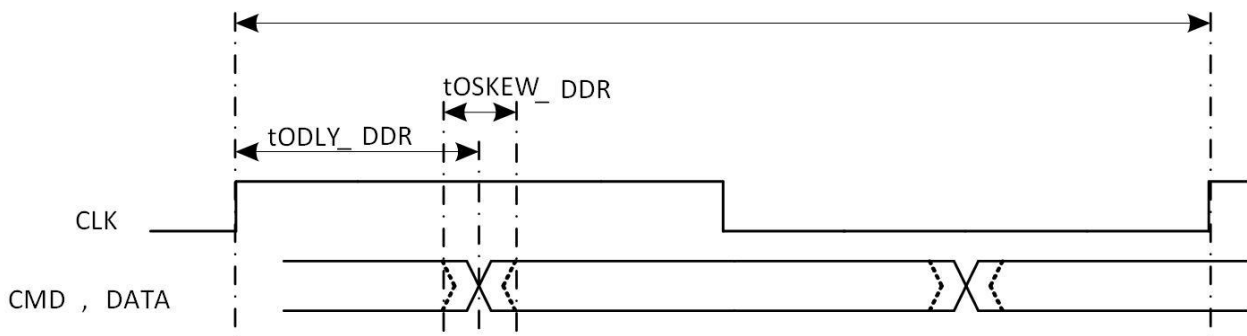 tOSKEW_ DDR
tODLY_ DDR
CLK
CMD , DATA